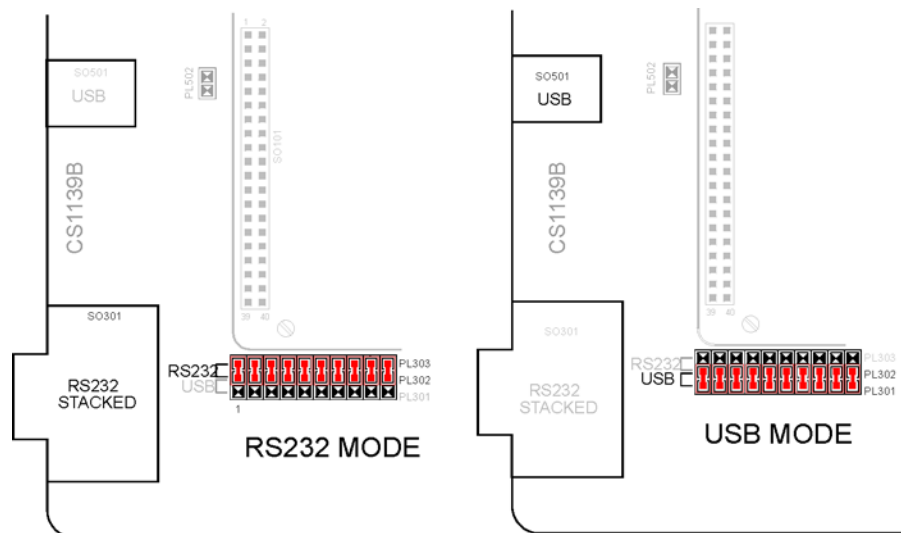 1 2
SO501
USB
PL502
SO101
CS1139B
39 40
SO301
RS232
STACKED
RS232
USB
PL303
PL302
PL301
1
RS232 MODE
SO501
USB
PL502
CS1139B
39 40
SO301
RS232
STACKED
RS232
USB
PL303
PL302
PL301
USB MODE